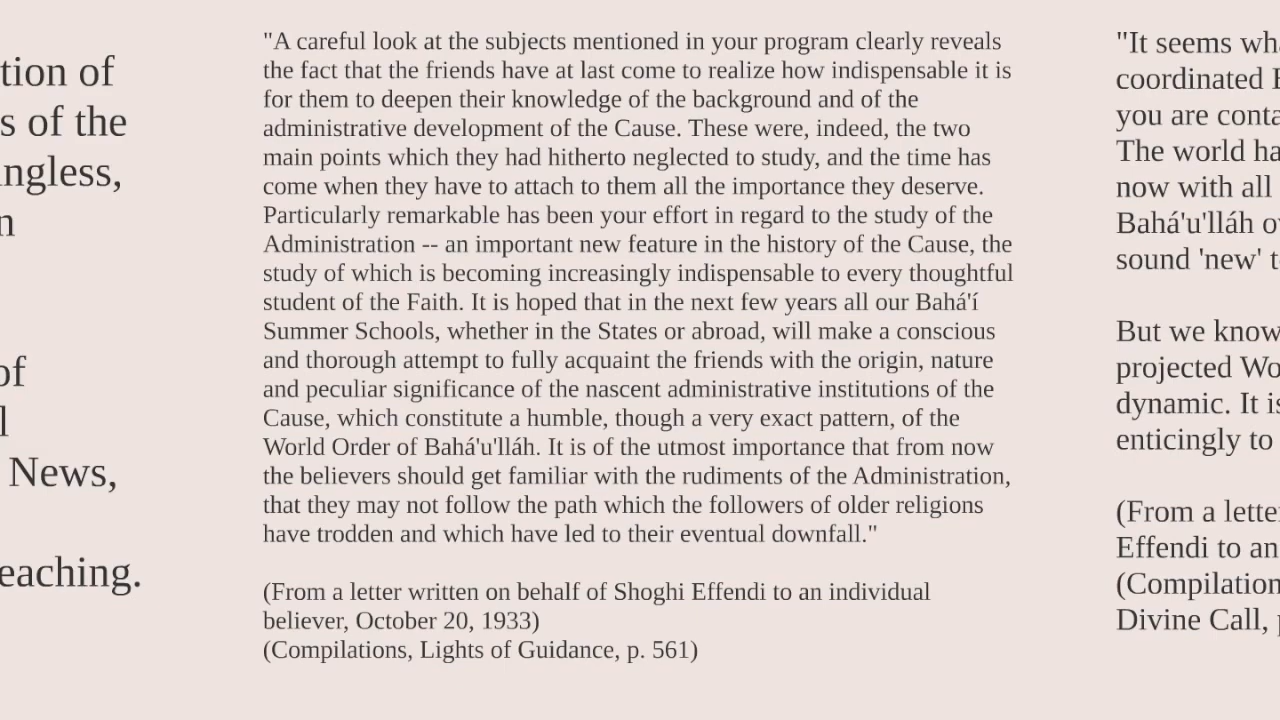 tion of
s of the
ngless,
n
of
l
News,
eaching.
"A careful look at the subjects mentioned in your program clearly reveals
the fact that the friends have at last come to realize how indispensable it is
for them to deepen their knowledge of the background and of the
administrative development of the Cause. These were, indeed, the two
main points which they had hitherto neglected to study, and the time has
come when they have to attach to them all the importance they deserve.
Particularly remarkable has been your effort in regard to the study of the
Administration -- an important new feature in the history of the Cause, the
study of which is becoming increasingly indispensable to every thoughtful
student of the Faith. It is hoped that in the next few years all our Bahá'í
Summer Schools, whether in the States or abroad, will make a conscious
and thorough attempt to fully acquaint the friends with the origin, nature
and peculiar significance of the nascent administrative institutions of the
Cause, which constitute a humble, though a very exact pattern, of the
World Order of Bahá'u'lláh. It is of the utmost importance that from now
the believers should get familiar with the rudiments of the Administration,
that they may not follow the path which the followers of older religions
have trodden and which have led to their eventual downfall."
(From a letter written on behalf of Shoghi Effendi to an individual
believer, October 20, 1933)
(Compilations, Lights of Guidance, p. 561)
"It seems wh
coordinated
you are conta
The world ha
now with all
Bahá'u'lláh o
sound 'new' t
But we know
projected Wo
dynamic. It is
enticingly to
(From a lette
Effendi to an
(Compilation
Divine Call,